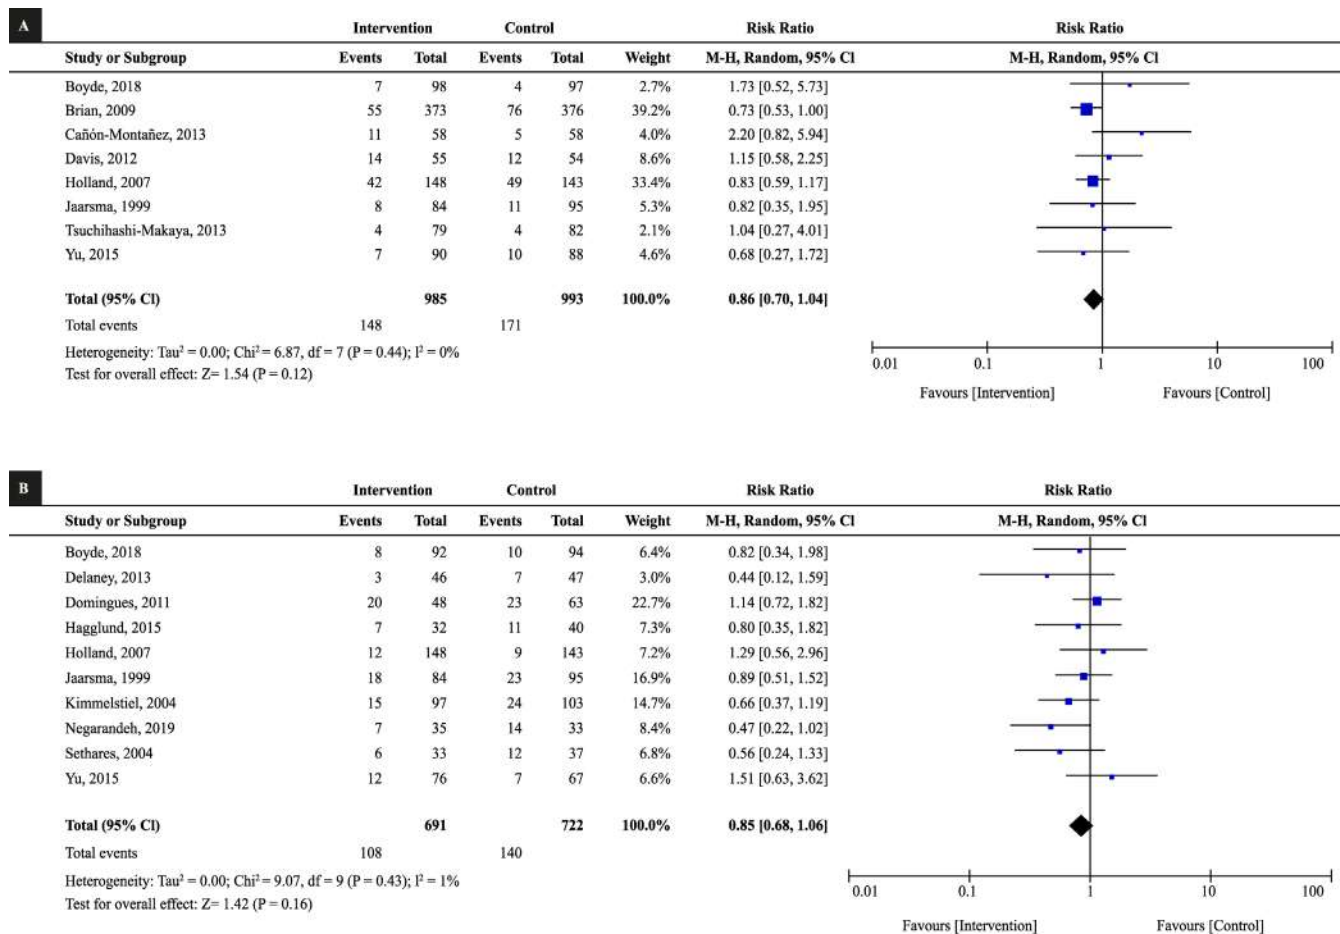 A
Intervention Control Risk Ratio Risk Ratio
Study or Subgroup Events Total Events Total Weight M-H, Random, 95% Cl M-H, Random, 95% Cl
Boyde, 2018 7 98 4 97 2.7% 1.73 [0.52, 5.73]
Brian, 2009 55 373 76 376 39.2% 0.73 [0.53, 1.00]
Cañón-Montañez, 2013 11 58 5 58 4.0% 2.20 [0.82, 5.94]
Davis, 2012 14 55 12 54 8.6% 1.15 [0.58, 2.25]
Holland, 2007 42 148 49 143 33.4% 0.83 [0.59, 1.17]
Jaarsma, 1999 8 84 11 95 5.3% 0.82 [0.35, 1.95]
Tsuchihashi-Makaya, 2013 4 79 4 82 2.1% 1.04 [0.27, 4.01]
Yu, 2015 7 90 10 88 4.6% 0.68 [0.27, 1.72]
Total (95% Cl) 985 993 100.0% 0.86 [0.70, 1.04]
Total events 148 171
Heterogeneity: Tau² = 0.00; Chi² = 6.87, df = 7 (P = 0.44); I² = 0%
Test for overall effect: Z= 1.54 (P = 0.12)
0.01 0.1 1 10 100
Favours [Intervention] Favours [Control]
B
Intervention Control Risk Ratio Risk Ratio
Study or Subgroup Events Total Events Total Weight M-H, Random, 95% Cl M-H, Random, 95% Cl
Boyde, 2018 8 92 10 94 6.4% 0.82 [0.34, 1.98]
Delaney, 2013 3 46 7 47 3.0% 0.44 [0.12, 1.59]
Domingues, 2011 20 48 23 63 22.7% 1.14 [0.72, 1.82]
Hagglund, 2015 7 32 11 40 7.3% 0.80 [0.35, 1.82]
Holland, 2007 12 148 9 143 7.2% 1.29 [0.56, 2.96]
Jaarsma, 1999 18 84 23 95 16.9% 0.89 [0.51, 1.52]
Kimmelstiel, 2004 15 97 24 103 14.7% 0.66 [0.37, 1.19]
Negarandeh, 2019 7 35 14 33 8.4% 0.47 [0.22, 1.02]
Sethares, 2004 6 33 12 37 6.8% 0.56 [0.24, 1.33]
Yu, 2015 12 76 7 67 6.6% 1.51 [0.63, 3.62]
Total (95% Cl) 691 722 100.0% 0.85 [0.68, 1.06]
Total events 108 140
Heterogeneity: Tau² = 0.00; Chi² = 9.07, df = 9 (P = 0.43); I² = 1%
Test for overall effect: Z= 1.42 (P = 0.16)
0.01 0.1 1 10 100
Favours [Intervention] Favours [Control]